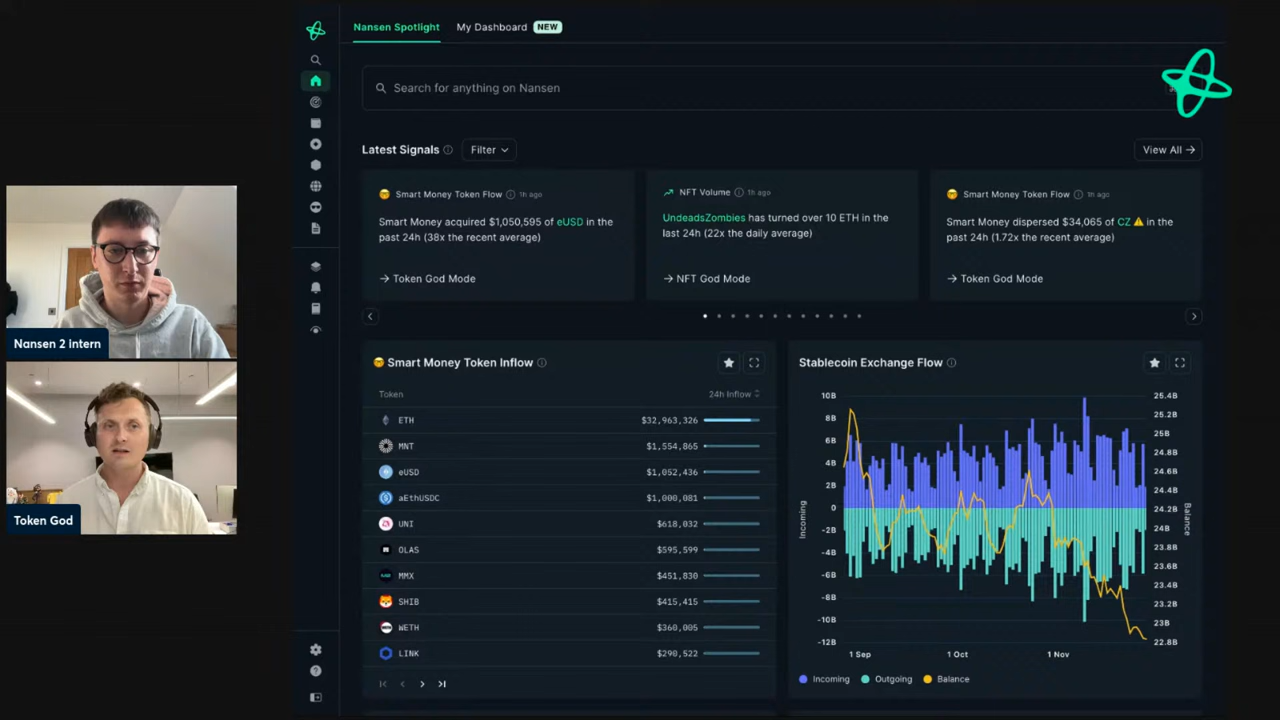 Nansen Spotlight
My Dashboard NEW
Search for anything on Nansen
Latest Signals
Filter
View All →
Smart Money Token Flow 1h ago
Smart Money acquired $1,050,595 of eUSD in the
past 24h (38x the recent average)
→ Token God Mode
NFT Volume 1h ago
UndeadsZombies has turned over 10 ETH in the
last 24h (22x the daily average)
→ NFT God Mode
Smart Money Token Flow 1h ago
Smart Money dispersed $34,065 of CZ ⚠ in the
past 24h (1.72x the recent average)
→ Token God Mode
Nansen 2 Intern
Token God
Smart Money Token Inflow
Token 24h Inflow
ETH $32,963,326
MNT $1,554,865
eUSD $1,052,436
aEthUSDC $1,000,081
UNI $618,032
OLAS $595,599
MMX $451,830
SHIB $415,415
WETH $360,005
LINK $290,522
Stablecoin Exchange Flow
10B
8B
6B
4B
2B
0
-2B
-4B
-6B
-8B
-10B
-12B
Incoming
25.4B
25.2B
25B
24.8B
24.6B
24.4B
24.2B
24B
23.8B
23.6B
23.4B
23.2B
23B
22.8B
Balance
1 Sep 1 Oct 1 Nov
Incoming Outgoing Balance